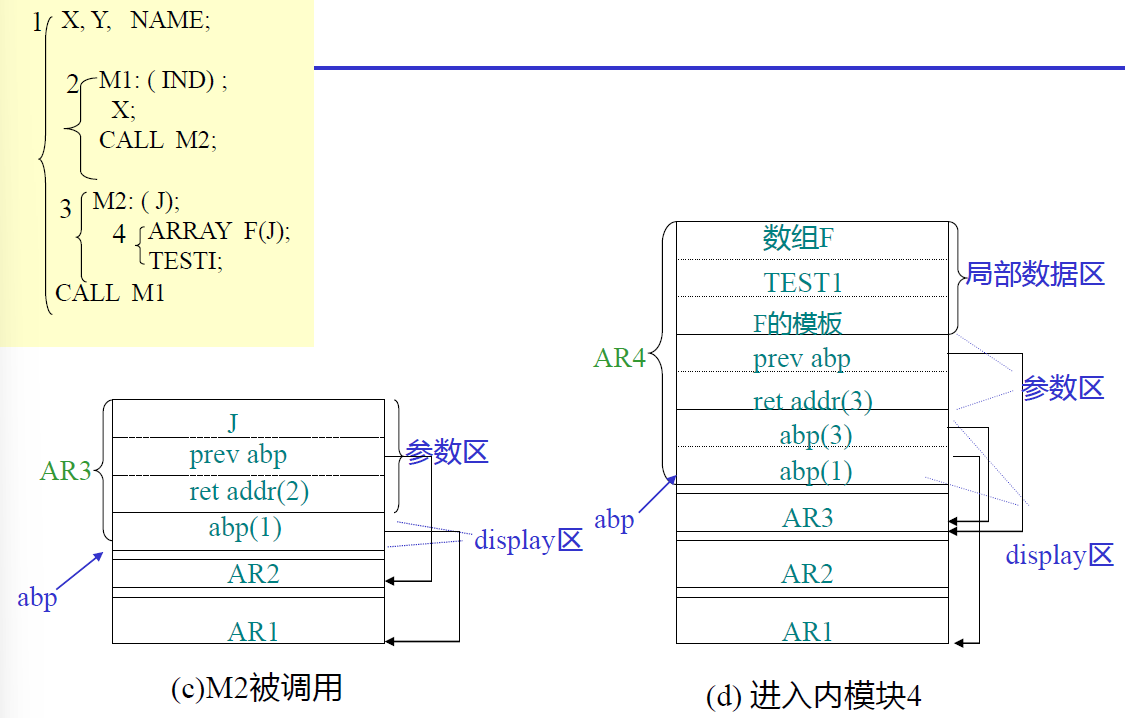 1 X, Y, NAME;
2 M1: ( IND) ;
X;
CALL M2;
3 M2: ( J);
4 ARRAY F(J);
TESTI;
CALL M1
AR3
J
prev abp
ret addr(2)
abp(1)
AR2
AR1
参数区
display区
abp
(c)M2被调用
AR4
数组F
TEST1
F的模板
prev abp
ret addr(3)
abp(3)
abp(1)
AR3
AR2
AR1
局部数据区
参数区
display区
abp
(d) 进入内模块4